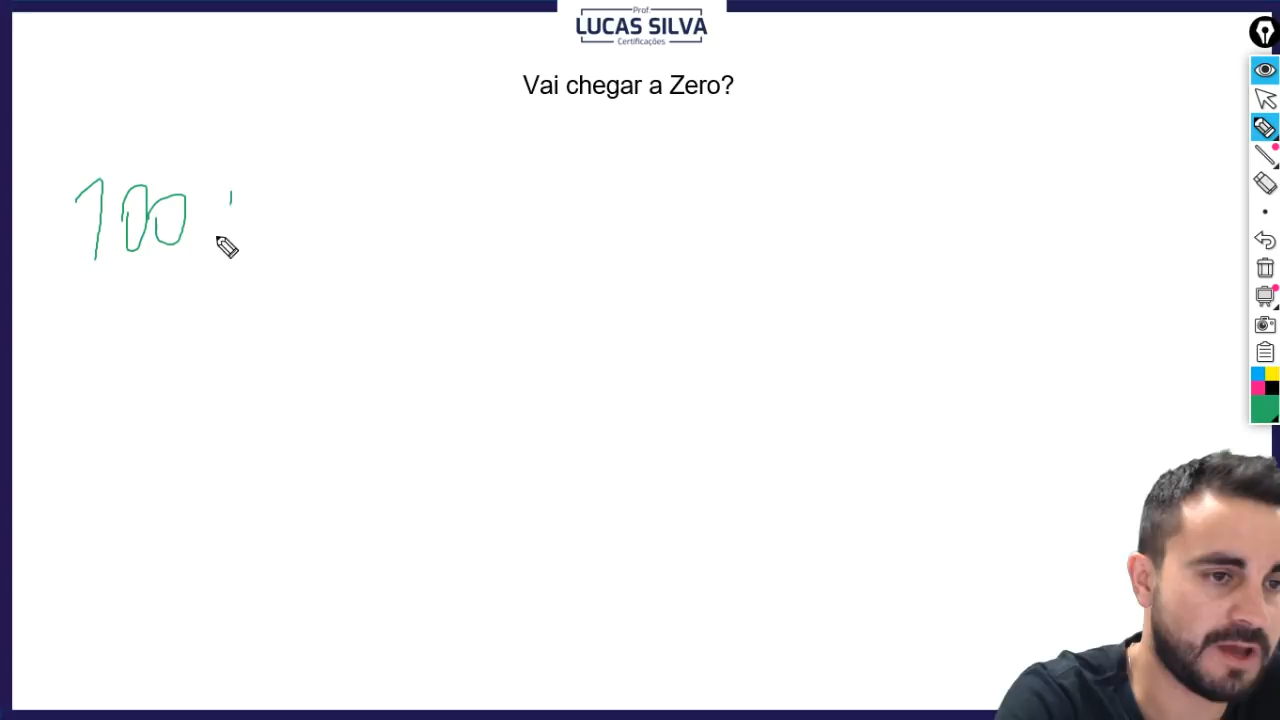 Prof.
LUCAS SILVA
Certificações
Vai chegar a Zero?
100